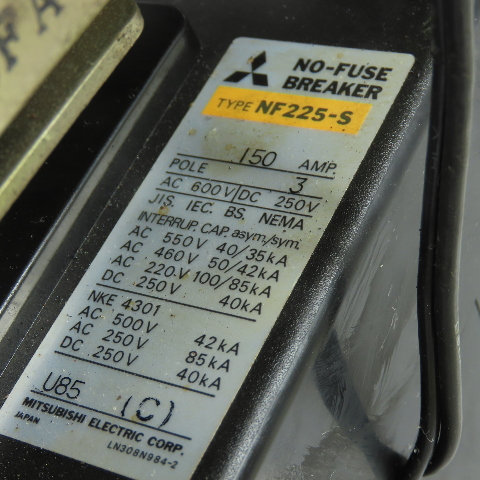 FA
NO-FUSE
BREAKER
TYPE NF225-S
150 AMP.
POLE 3
AC 600V DC 250V
JIS. IEC. BS. NEMA
INTERRUP. CAP. asym/sym.
AC 550V 40/35kA
AC 460V 50/42kA
AC 220V 100/85kA
DC 250V 40kA
NKE 4301
AC 500V 42kA
AC 250V 85kA
DC 250V 40kA
U85 (C)
MITSUBISHI ELECTRIC CORP.
JAPAN
LN308N984-2